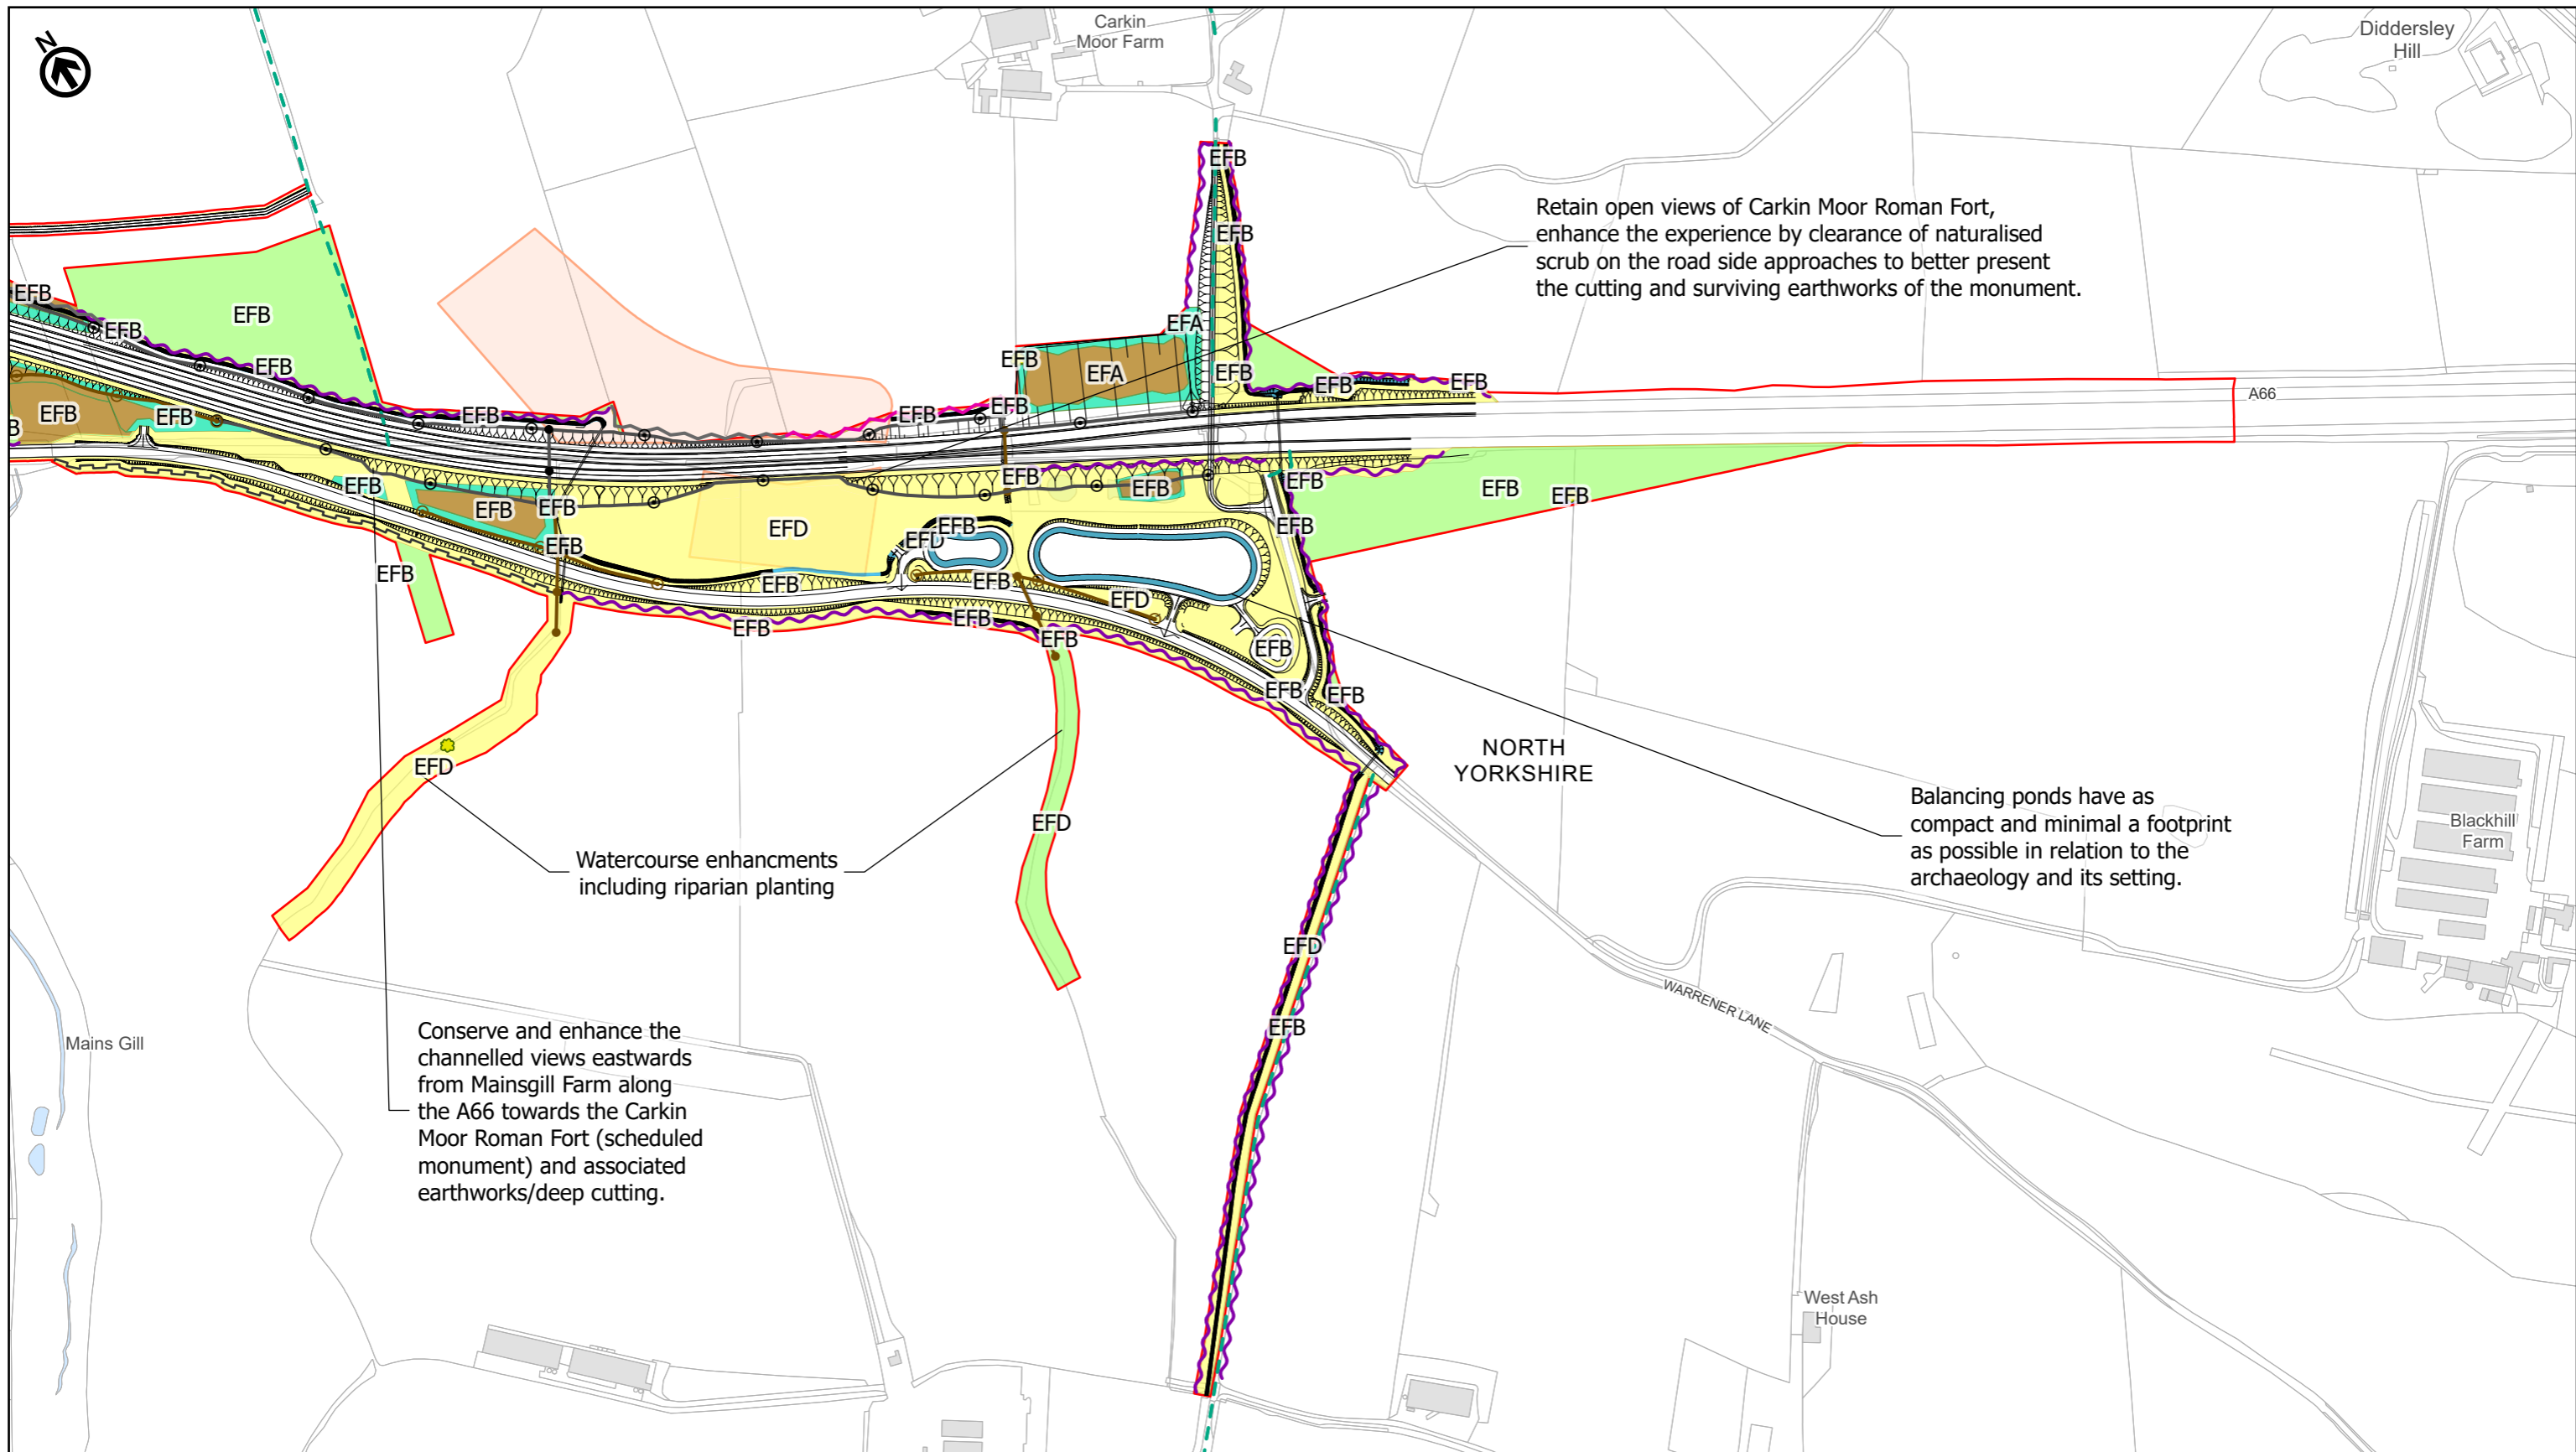 N
Carkin
Moor Farm
Diddersley
Hill
EFB
Retain open views of Carkin Moor Roman Fort,
enhance the experience by clearance of naturalised
scrub on the road side approaches to better present
the cutting and surviving earthworks of the monument.
EFB
EFB
EFB
EFB
EFA
EFB
EFB
EFA
EFB
EFB
EFB
A66
EFB
EFB
EFB
EFB
EFB
EFB
B
EFB
EFB
EFB
EFB
EFB
EFB
EFB
EFB
EFB
EFD
EFB
EFB
EFD
EFB
EFB
EFB
EFB
EFD
EFB
EFB
EFB
EFB
EFB
EFB
NORTH
YORKSHIRE
EFD
EFD
Balancing ponds have as
compact and minimal a footprint
as possible in relation to the
archaeology and its setting.
Blackhill
Farm
Watercourse enhancments
including riparian planting
EFD
EFB
WARRENER LANE
Mains Gill
Conserve and enhance the
channelled views eastwards
from Mainsgill Farm along
the A66 towards the Carkin
Moor Roman Fort (scheduled
monument) and associated
earthworks/deep cutting.
West Ash
House